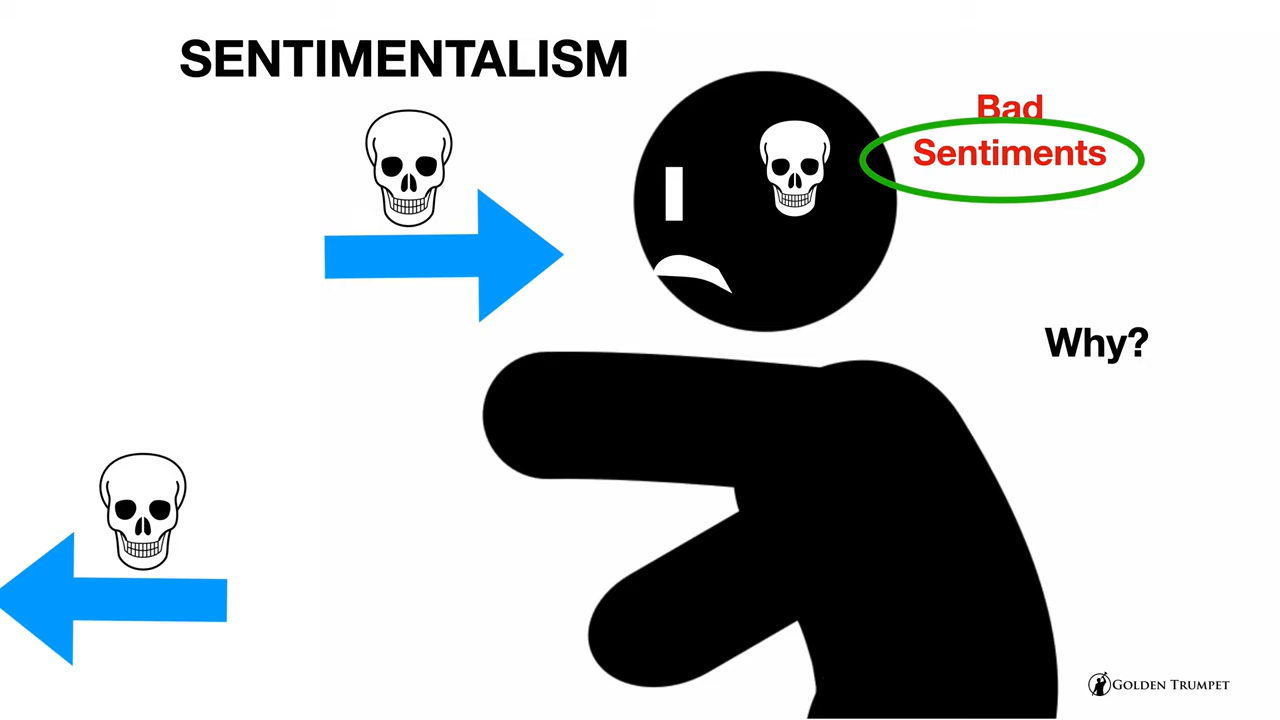 SENTIMENTALISM
Bad
Sentiments
Why?
GOLDEN TRUMPET